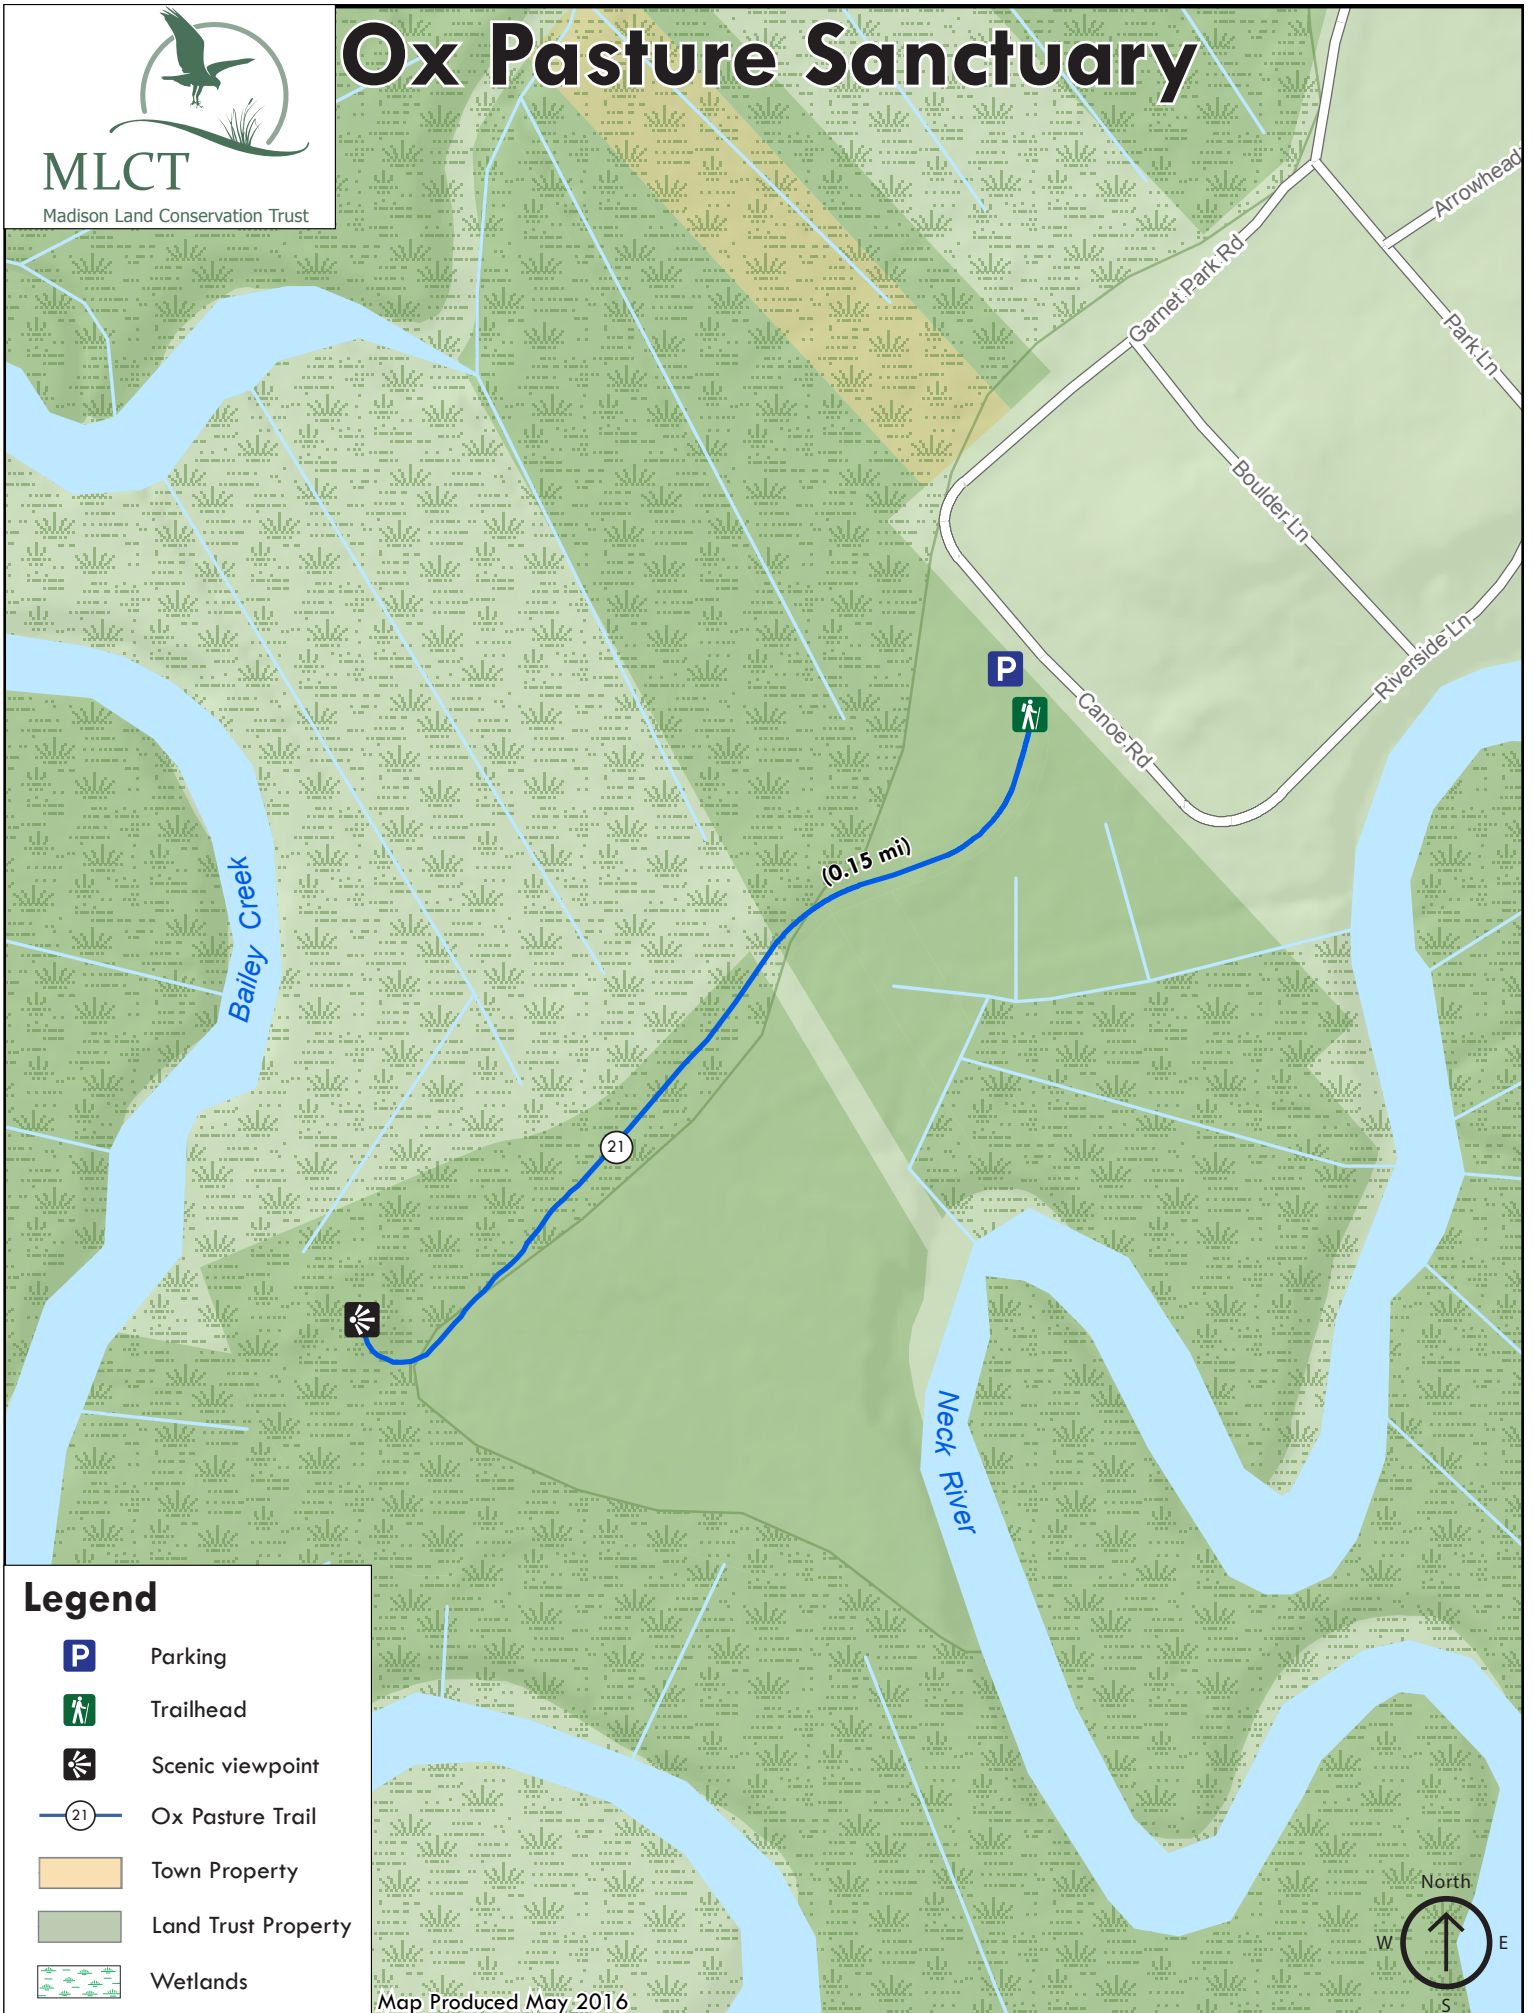 Ox Pasture Sanctuary
MLCT
Madison Land Conservation Trust
Arrowhead
Garnet Park Rd
Park Ln
Boulder Ln
Riverside Ln
P
Canoe Rd
(0.15 mi)
Bailey Creek
21
Neck River
Legend
P Parking
Trailhead
Scenic viewpoint
21 Ox Pasture Trail
Town Property
Land Trust Property
Wetlands
Map Produced May 2016
North
W E
S